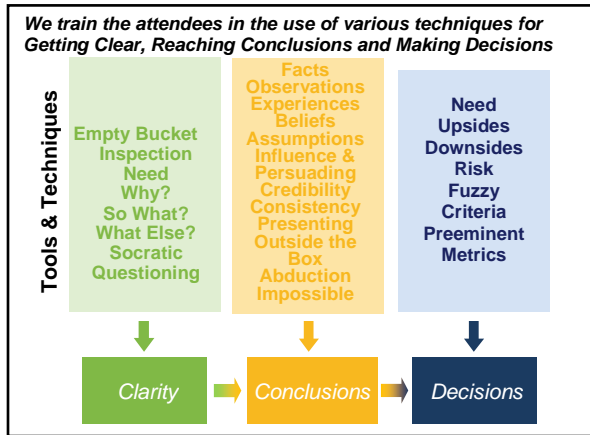 We train the attendees in the use of various techniques for
Getting Clear, Reaching Conclusions and Making Decisions
Tools & Techniques
Empty Bucket
Inspection
Need
Why?
So What?
What Else?
Socratic
Questioning
Facts
Observations
Experiences
Beliefs
Assumptions
Influence &
Persuading
Credibility
Consistency
Presenting
Outside the
Box
Abduction
Impossible
Need
Upsides
Downsides
Risk
Fuzzy
Criteria
Preeminent
Metrics
Clarity
Conclusions
Decisions